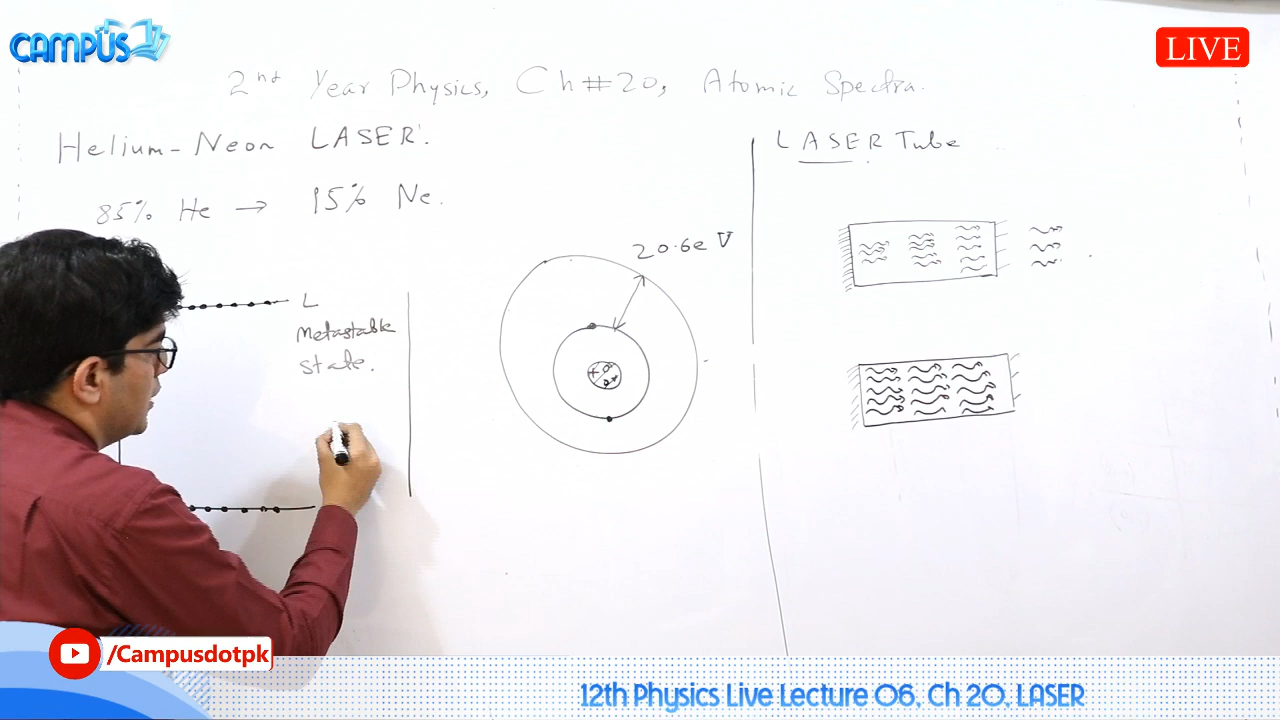 CAMPUS
LIVE
2nd Year Physics, Ch#20, Atomic Spectra.
Helium-Neon LASER.
85% He → 15% Ne.
L
Metastable
state.
20.6e V
LASER Tube
/Campusdotpk
12th Physics Live Lecture 06, Ch 20, LASER